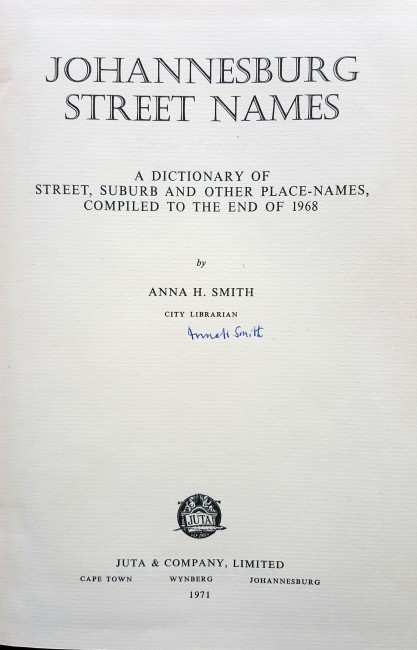 JOHANNESBURG
STREET NAMES
A DICTIONARY OF
STREET, SUBURB AND OTHER PLACE-NAMES,
COMPILED TO THE END OF 1968
by
ANNA H. SMITH
CITY LIBRARIAN
Anna H Smith
JUTA
JUTA & COMPANY, LIMITED
CAPE TOWN WYNBERG JOHANNESBURG
1971